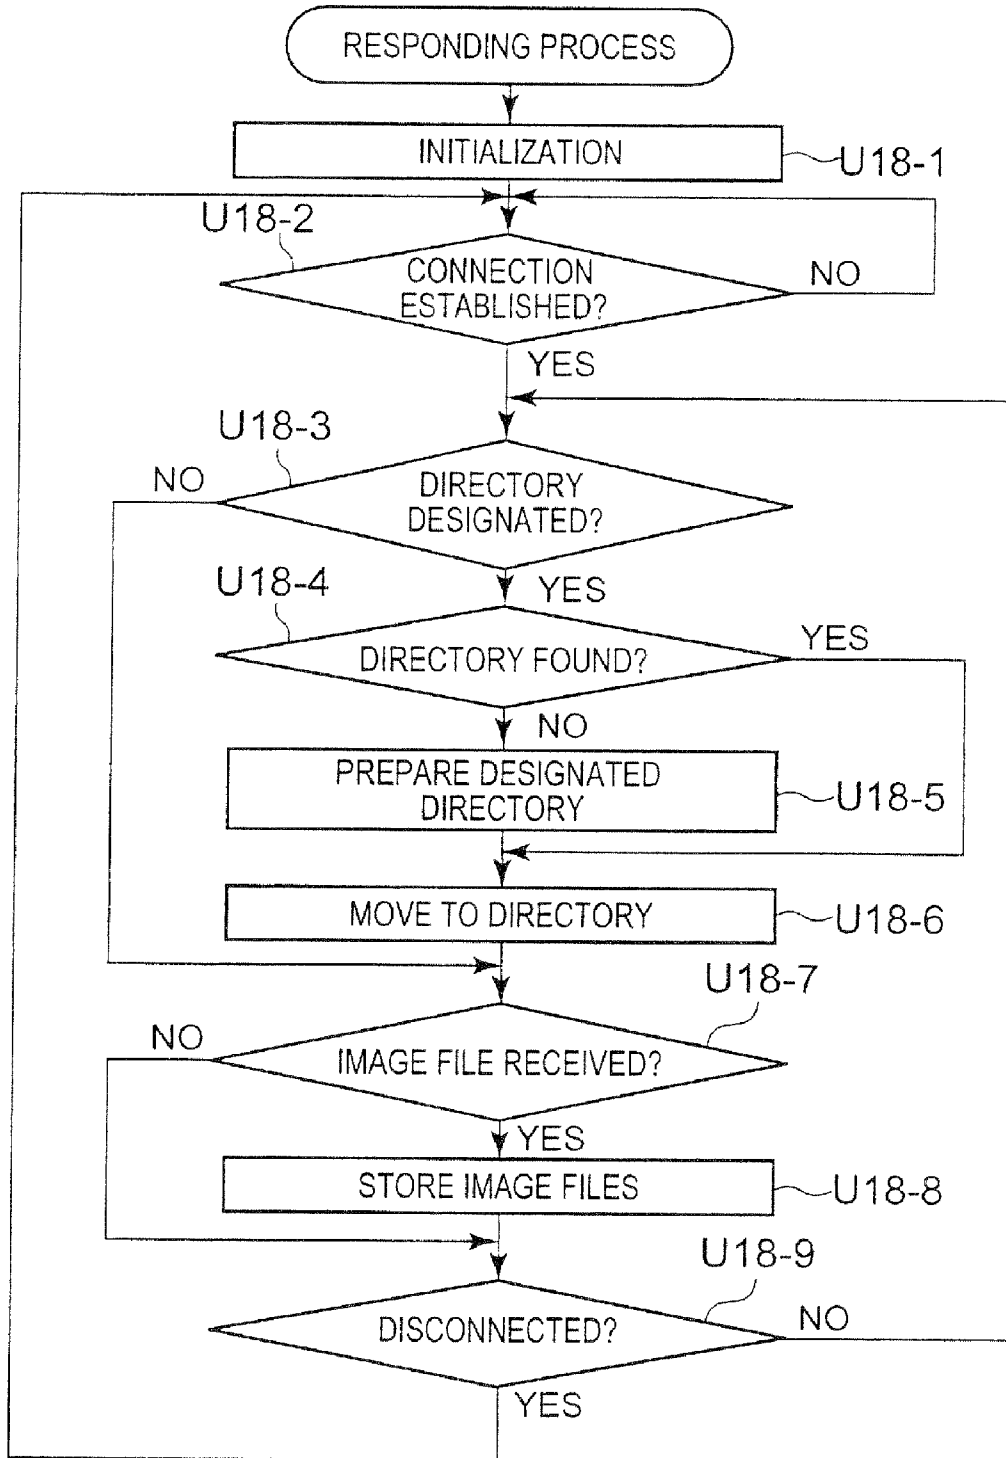 RESPONDING PROCESS
INITIALIZATION
U18-1
U18-2
CONNECTION
ESTABLISHED?
NO
YES
U18-3
NO
DIRECTORY
DESIGNATED?
YES
U18-4
YES
DIRECTORY FOUND?
NO
PREPARE DESIGNATED
DIRECTORY
U18-5
MOVE TO DIRECTORY
U18-6
U18-7
NO
IMAGE FILE RECEIVED?
YES
STORE IMAGE FILES
U18-8
U18-9
DISCONNECTED?
NO
YES